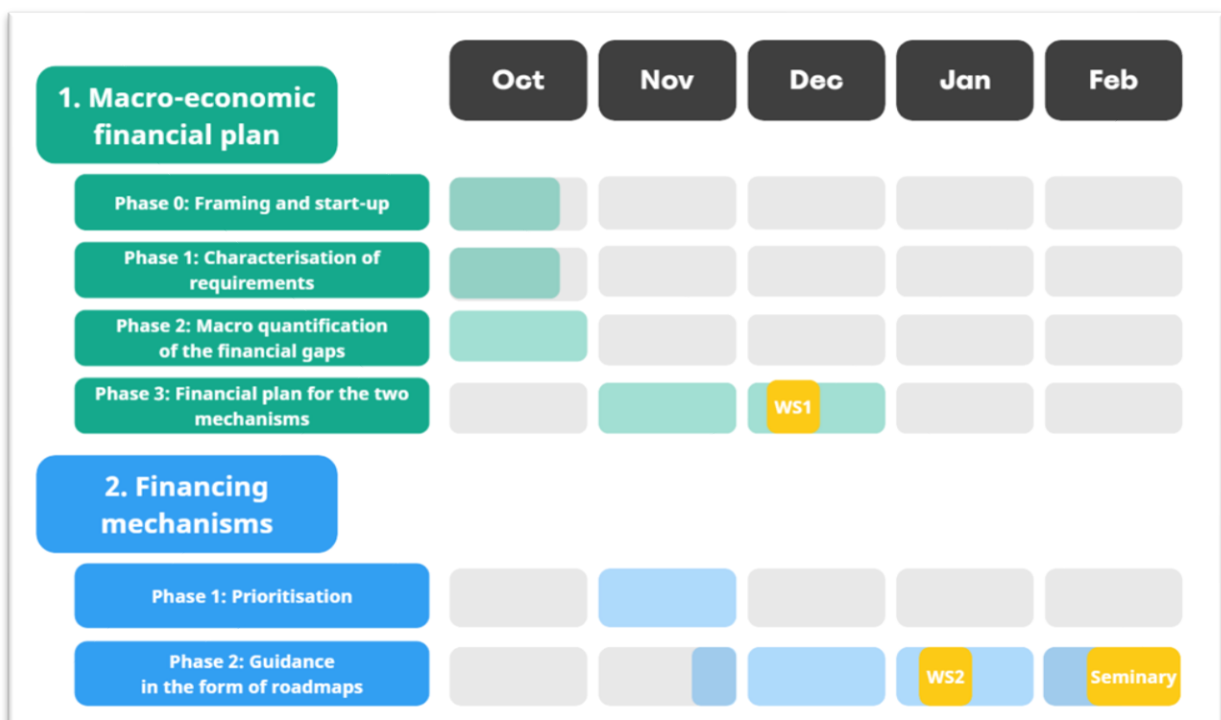 Oct Nov Dec Jan Feb
1. Macro-economic
financial plan
Phase 0: Framing and start-up
Phase 1: Characterisation of
requirements
Phase 2: Macro quantification
of the financial gaps
Phase 3: Financial plan for the two
mechanisms
WS1
2. Financing
mechanisms
Phase 1: Prioritisation
Phase 2: Guidance
in the form of roadmaps
WS2
Seminary